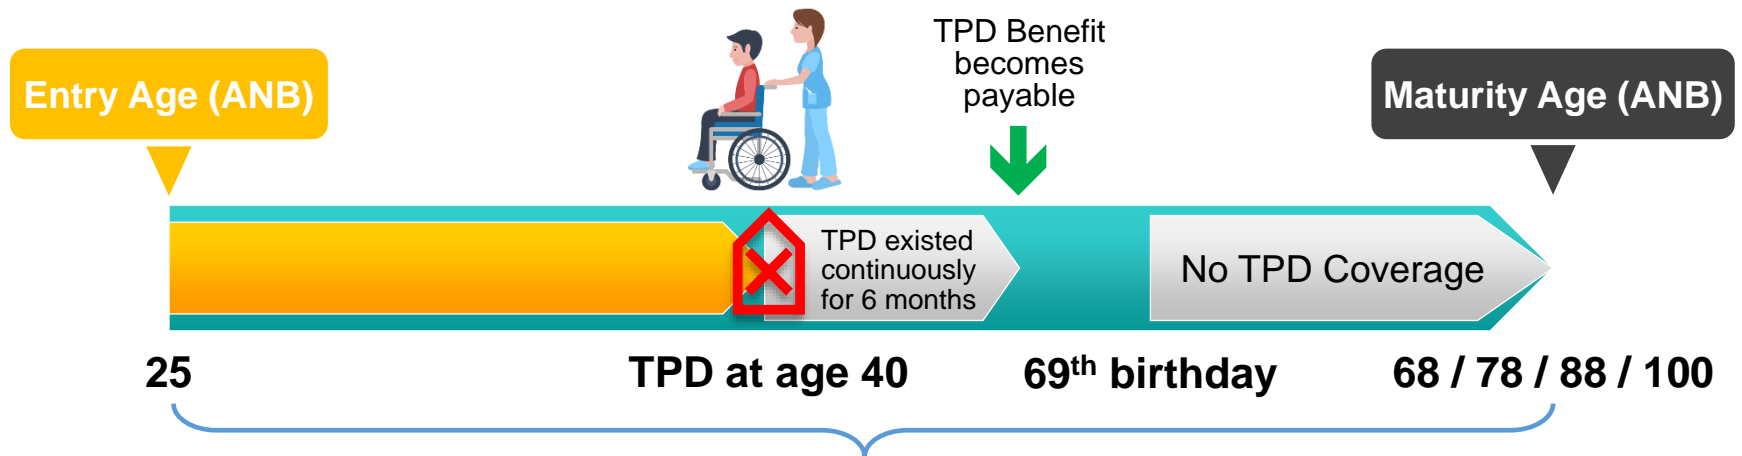 TPD Benefit
becomes
payable
Entry Age (ANB)
Maturity Age (ANB)
TPD existed
continuously
for 6 months
No TPD Coverage
25
TPD at age 40
69th birthday
68 / 78 / 88 / 100